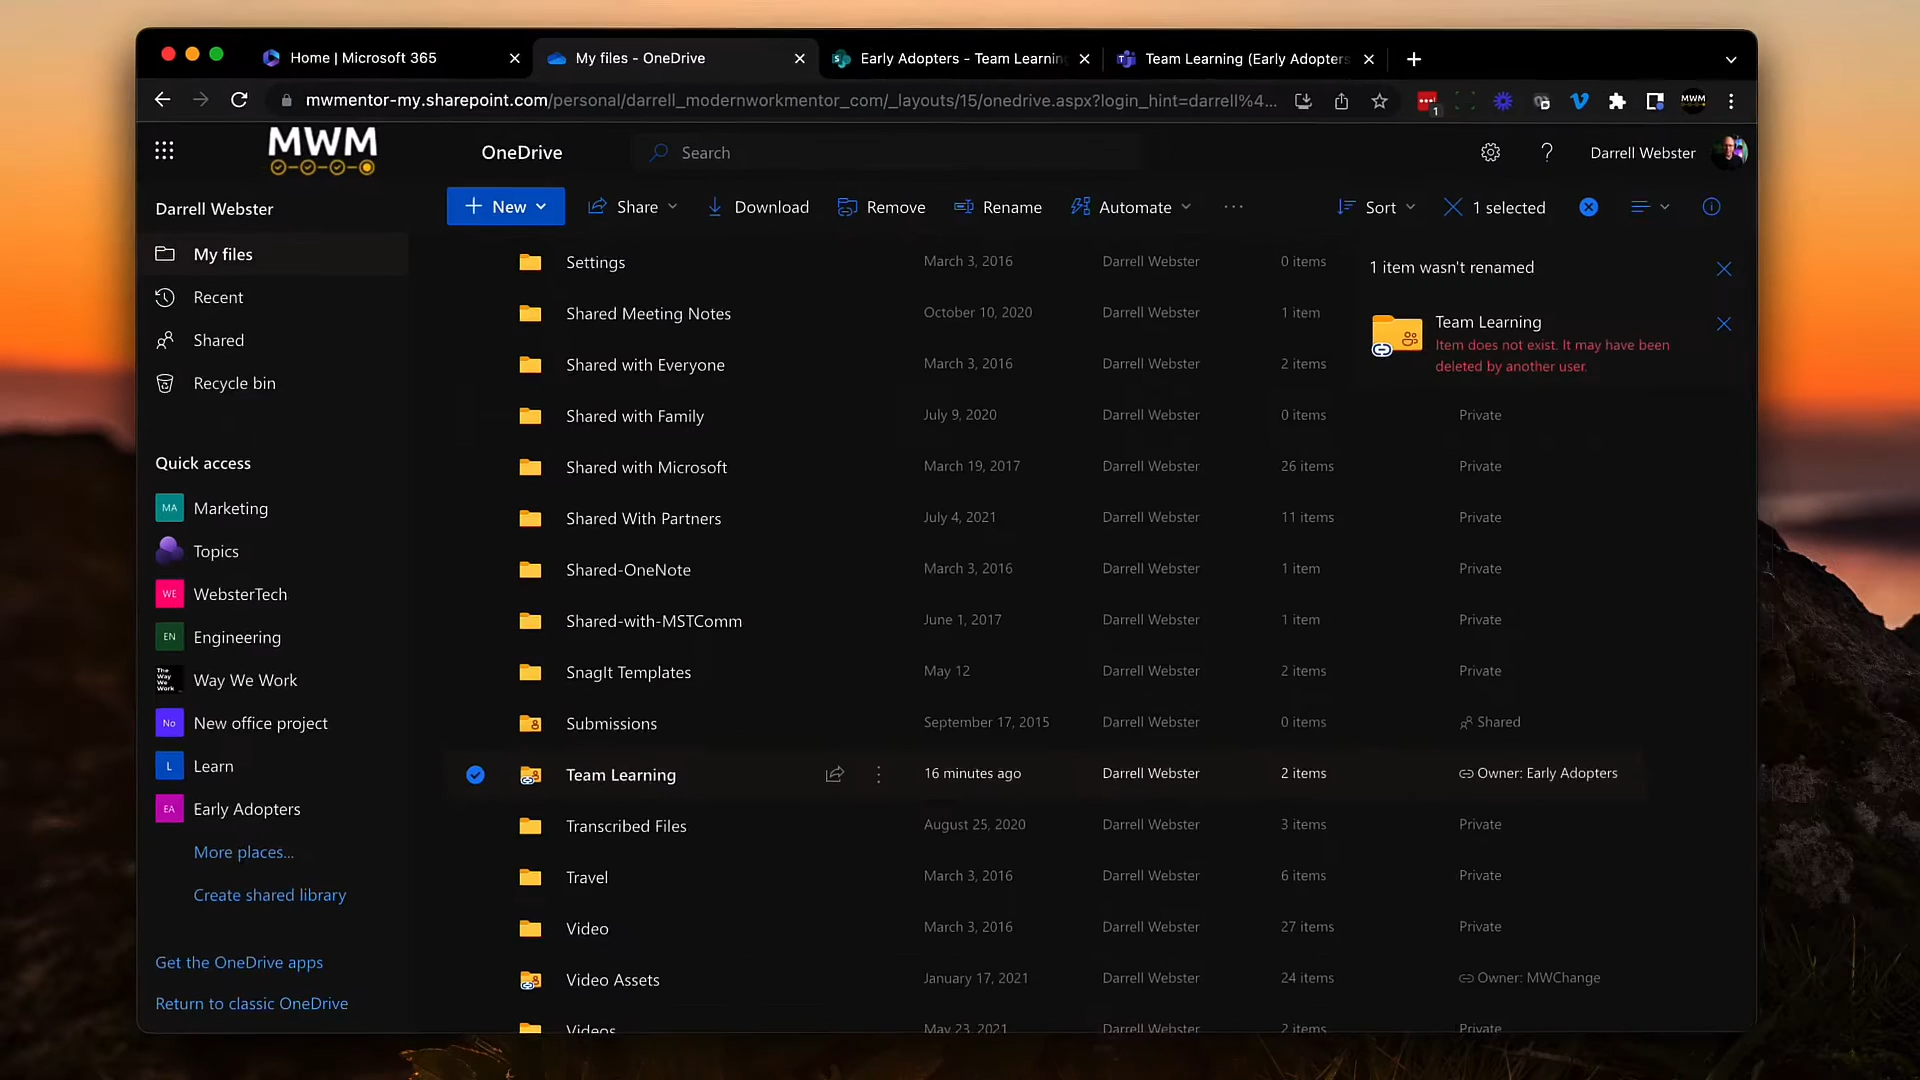 Home | Microsoft 365
My files - OneDrive
Early Adopters - Team Learning
Team Learning (Early Adopters
mwmentor-my.sharepoint.com/personal/darrell_modernworkmentor_com/_layouts/15/onedrive.aspx?login_hint=darrell%4...
1
MWM
MWM
OneDrive
Search
Darrell Webster
Darrell Webster
New
Share
Download
Remove
Rename
Automate
Sort
1 selected
My files
Recent
Shared
Recycle bin
Quick access
MA Marketing
Topics
WE WebsterTech
EN Engineering
The Way We Work Way We Work
No New office project
L Learn
EA Early Adopters
More places...
Create shared library
Get the OneDrive apps
Return to classic OneDrive
Settings March 3, 2016 Darrell Webster 0 items
Shared Meeting Notes October 10, 2020 Darrell Webster 1 item
Shared with Everyone March 3, 2016 Darrell Webster 2 items
Shared with Family July 9, 2020 Darrell Webster 0 items Private
Shared with Microsoft March 19, 2017 Darrell Webster 26 items Private
Shared With Partners July 4, 2021 Darrell Webster 11 items Private
Shared-OneNote March 3, 2016 Darrell Webster 1 item Private
Shared-with-MSTComm June 1, 2017 Darrell Webster 1 item Private
SnagIt Templates May 12 Darrell Webster 2 items Private
Submissions September 17, 2015 Darrell Webster 0 items Shared
Team Learning 16 minutes ago Darrell Webster 2 items Owner: Early Adopters
Transcribed Files August 25, 2020 Darrell Webster 3 items Private
Travel March 3, 2016 Darrell Webster 6 items Private
Video March 3, 2016 Darrell Webster 27 items Private
Video Assets January 17, 2021 Darrell Webster 24 items Owner: MWChange
Videos May 23, 2021 Darrell Webster 2 items Private
1 item wasn't renamed
Team Learning
Item does not exist. It may have been
deleted by another user.